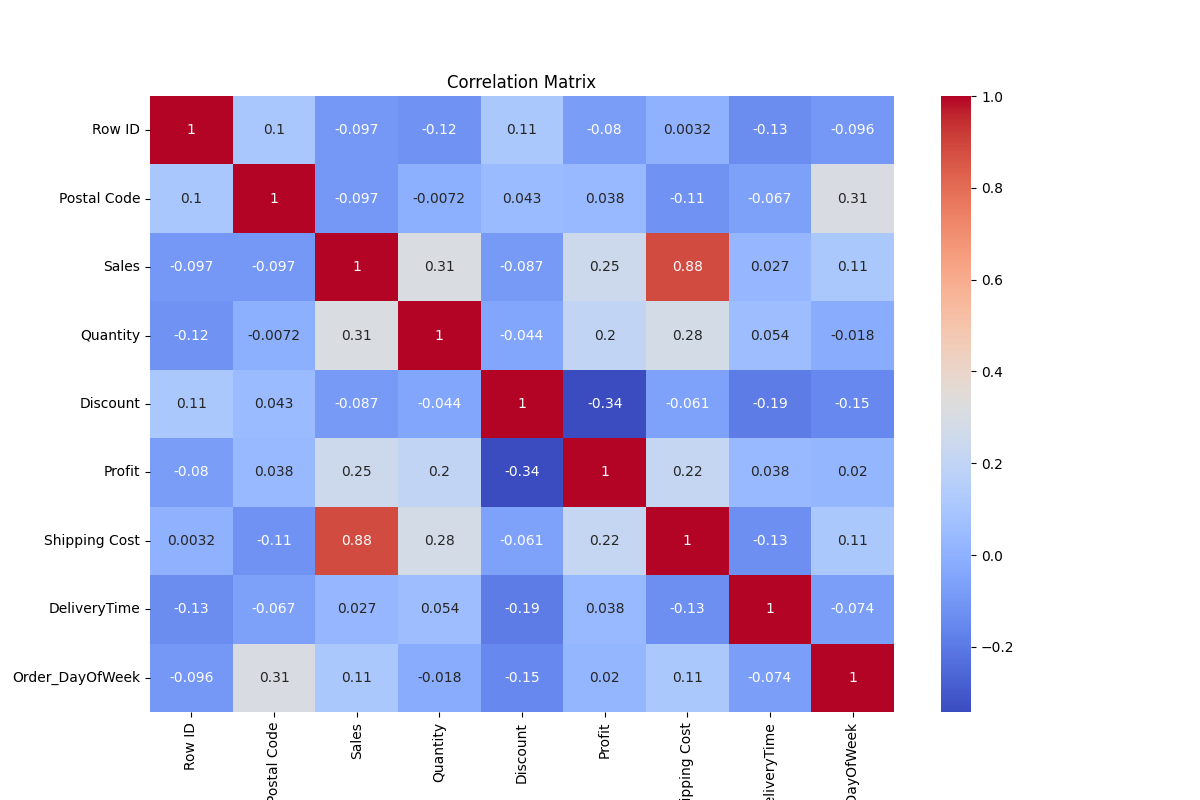 Correlation Matrix
Row ID 1 0.1 -0.097 -0.12 0.11 -0.08 0.0032 -0.13 -0.096
Postal Code 0.1 1 -0.097 -0.0072 0.043 0.038 -0.11 -0.067 0.31
Sales -0.097 -0.097 1 0.31 -0.087 0.25 0.88 0.027 0.11
Quantity -0.12 -0.0072 0.31 1 -0.044 0.2 0.28 0.054 -0.018
Discount 0.11 0.043 -0.087 -0.044 1 -0.34 -0.061 -0.19 -0.15
Profit -0.08 0.038 0.25 0.2 -0.34 1 0.22 0.038 0.02
Shipping Cost 0.0032 -0.11 0.88 0.28 -0.061 0.22 1 -0.13 0.11
DeliveryTime -0.13 -0.067 0.027 0.054 -0.19 0.038 -0.13 1 -0.074
Order_DayOfWeek -0.096 0.31 0.11 -0.018 -0.15 0.02 0.11 -0.074 1
Row ID
Postal Code
Sales
Quantity
Discount
Profit
ipping Cost
eliveryTime
DayOfWeek
1.0
0.8
0.6
0.4
0.2
0.0
−0.2